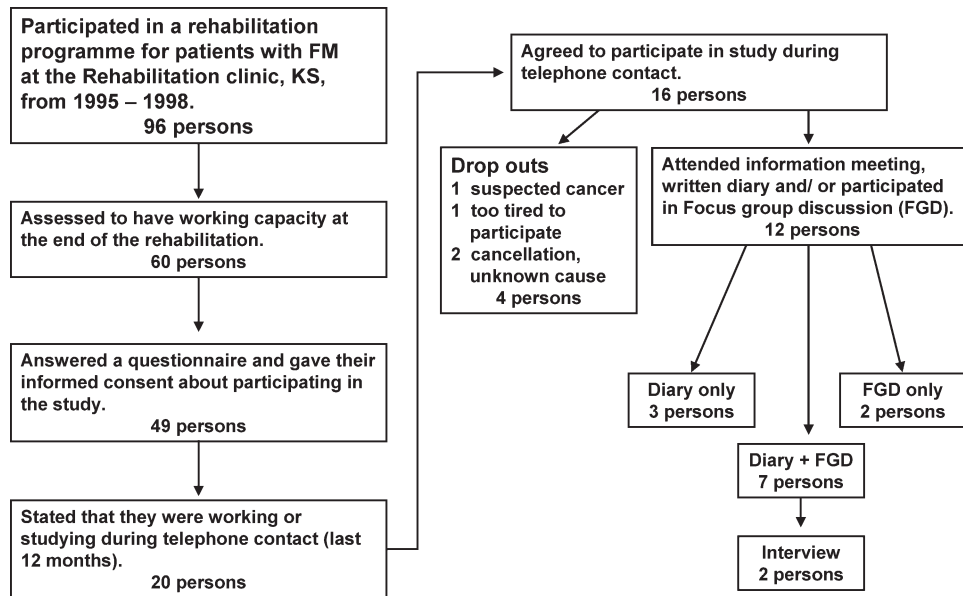 Participated in a rehabilitation
programme for patients with FM
at the Rehabilitation clinic, KS,
from 1995 – 1998.
96 persons
Assessed to have working capacity at
the end of the rehabilitation.
60 persons
Answered a questionnaire and gave their
informed consent about participating in
the study.
49 persons
Stated that they were working or
studying during telephone contact (last
12 months).
20 persons
Agreed to participate in study during
telephone contact.
16 persons
Drop outs
1 suspected cancer
1 too tired to
participate
2 cancellation,
unknown cause
4 persons
Attended information meeting,
written diary and/ or participated
in Focus group discussion (FGD).
12 persons
Diary only
3 persons
FGD only
2 persons
Diary + FGD
7 persons
Interview
2 persons